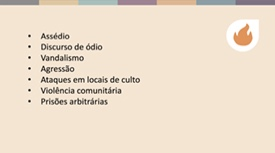 • Assédio
• Discurso de ódio
• Vandalismo
• Agressão
• Ataques em locais de culto
• Violência comunitária
• Prisões arbitrárias